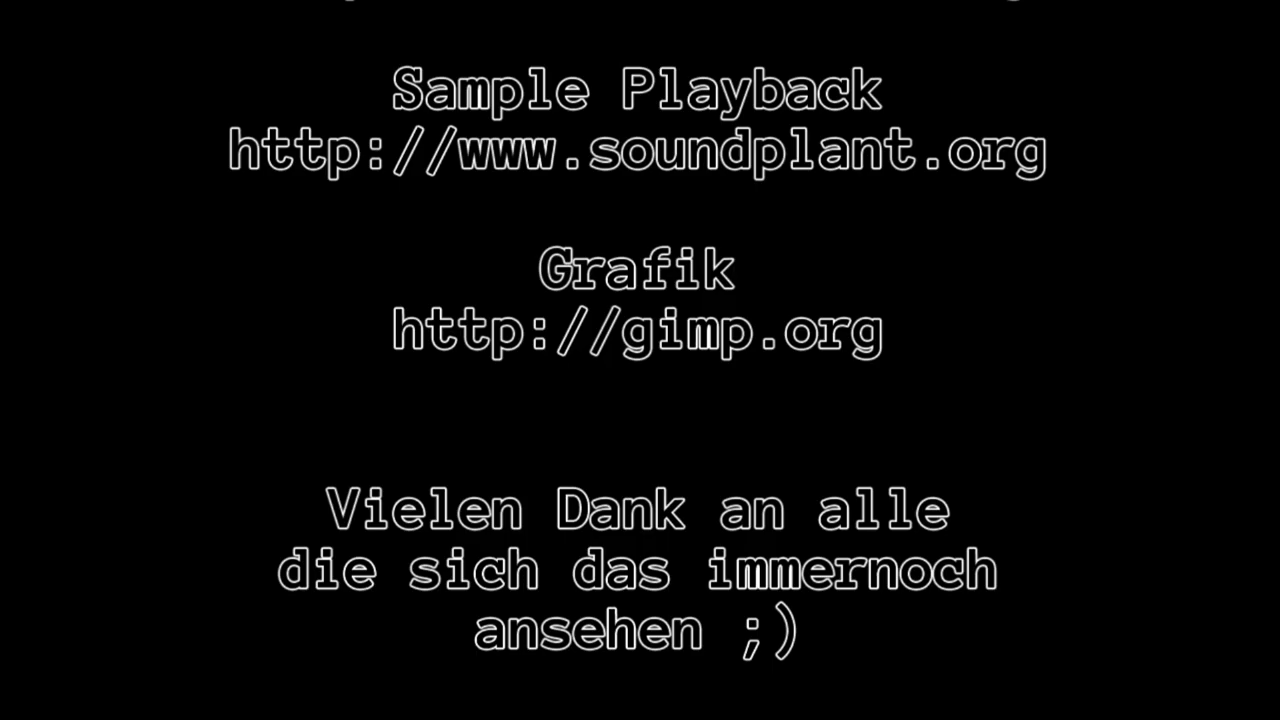 Sample Playback
http://www.soundplant.org
Grafik
http://gimp.org
Vielen Dank an alle
die sich das immernoch
ansehen ;)